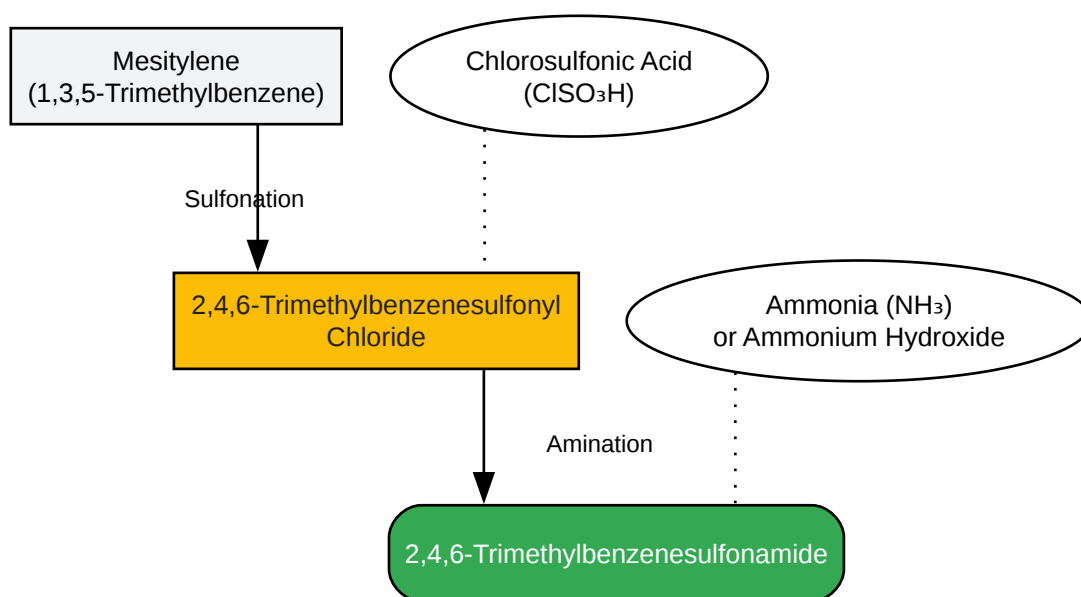 Mesitylene
(1,3,5-Trimethylbenzene)
Chlorosulfonic Acid
(ClSO₃H)
Sulfonation
2,4,6-Trimethylbenzenesulfonyl
Chloride
Ammonia (NH₃)
or Ammonium Hydroxide
Amination
2,4,6-Trimethylbenzenesulfonamide